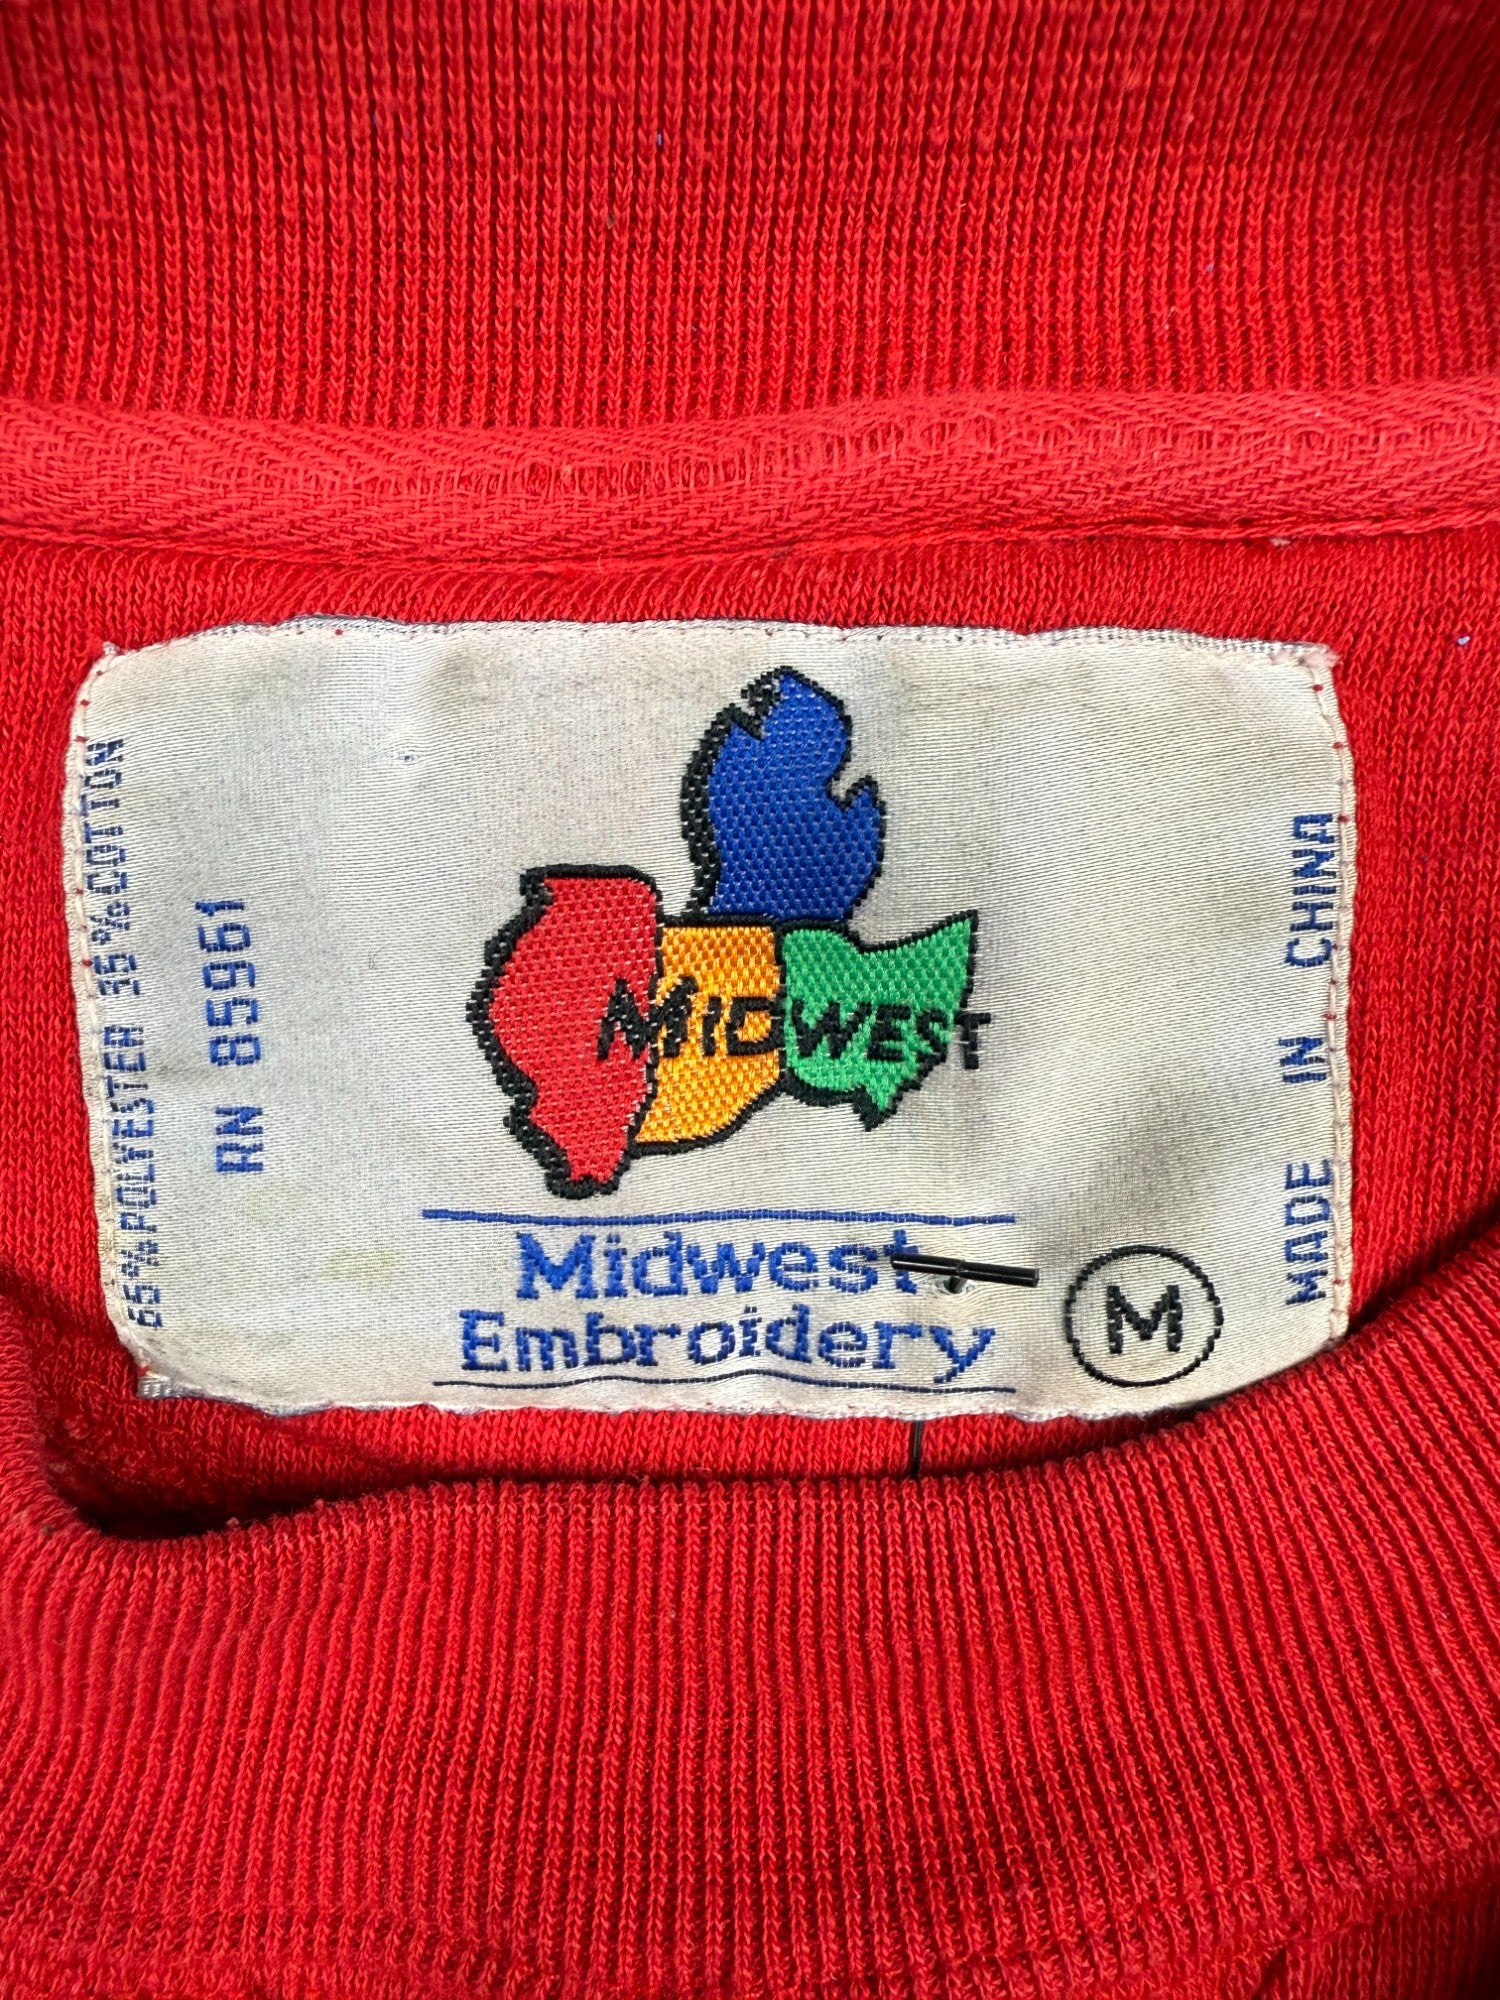 65% POLYESTER 35% COTTON
RN 85961
MIDWEST
Midwest
Embroidery
M
MADE IN CHINA